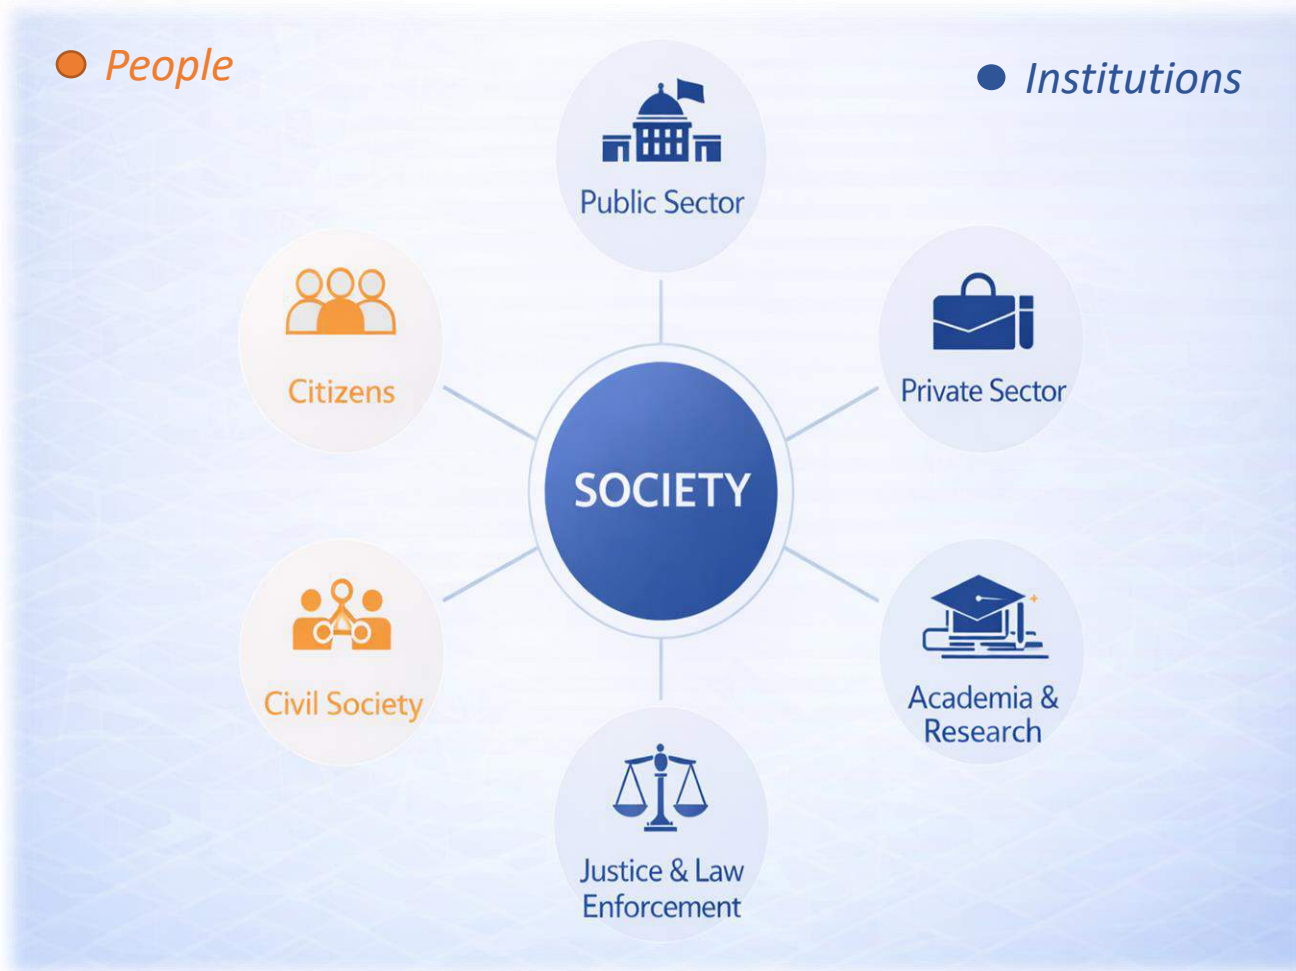 People
Institutions
Public Sector
Citizens
Private Sector
SOCIETY
Civil Society
Academia &
Research
Justice & Law
Enforcement